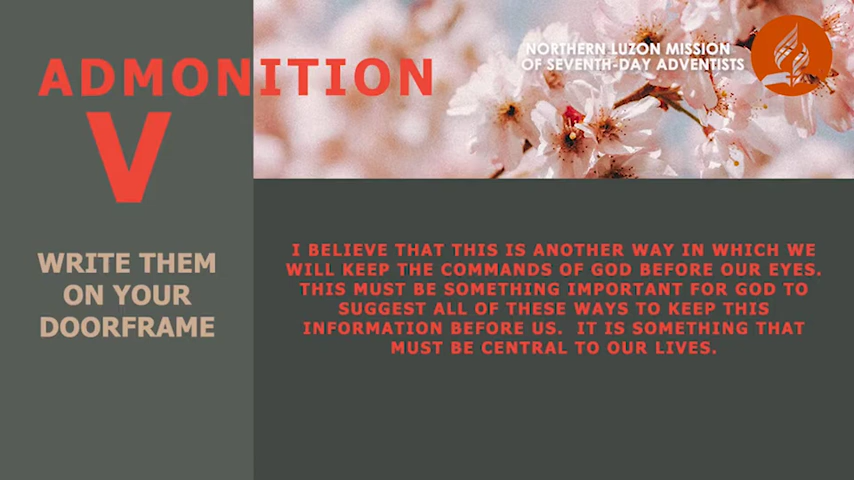 NORTHERN LUZON MISSION
OF SEVENTH-DAY ADVENTISTS
ADMONITION
V
WRITE THEM
ON YOUR
DOORFRAME
I BELIEVE THAT THIS IS ANOTHER WAY IN WHICH WE
WILL KEEP THE COMMANDS OF GOD BEFORE OUR EYES.
THIS MUST BE SOMETHING IMPORTANT FOR GOD TO
SUGGEST ALL OF THESE WAYS TO KEEP THIS
INFORMATION BEFORE US. IT IS SOMETHING THAT
MUST BE CENTRAL TO OUR LIVES.